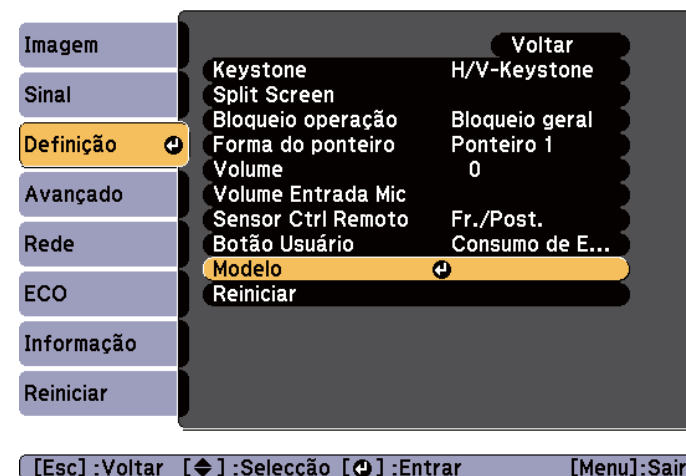 Imagem
Sinal
Definição
Avançado
Rede
ECO
Informação
Reiniciar
Voltar
Keystone H/V-Keystone
Split Screen
Bloqueio operação Bloqueio geral
Forma do ponteiro Ponteiro 1
Volume 0
Volume Entrada Mic
Sensor Ctrl Remoto Fr./Post.
Botão Usuário Consumo de E...
Modelo
Reiniciar
[Esc] :Voltar [ ] :Selecção [ ] :Entrar [Menu]:Sair